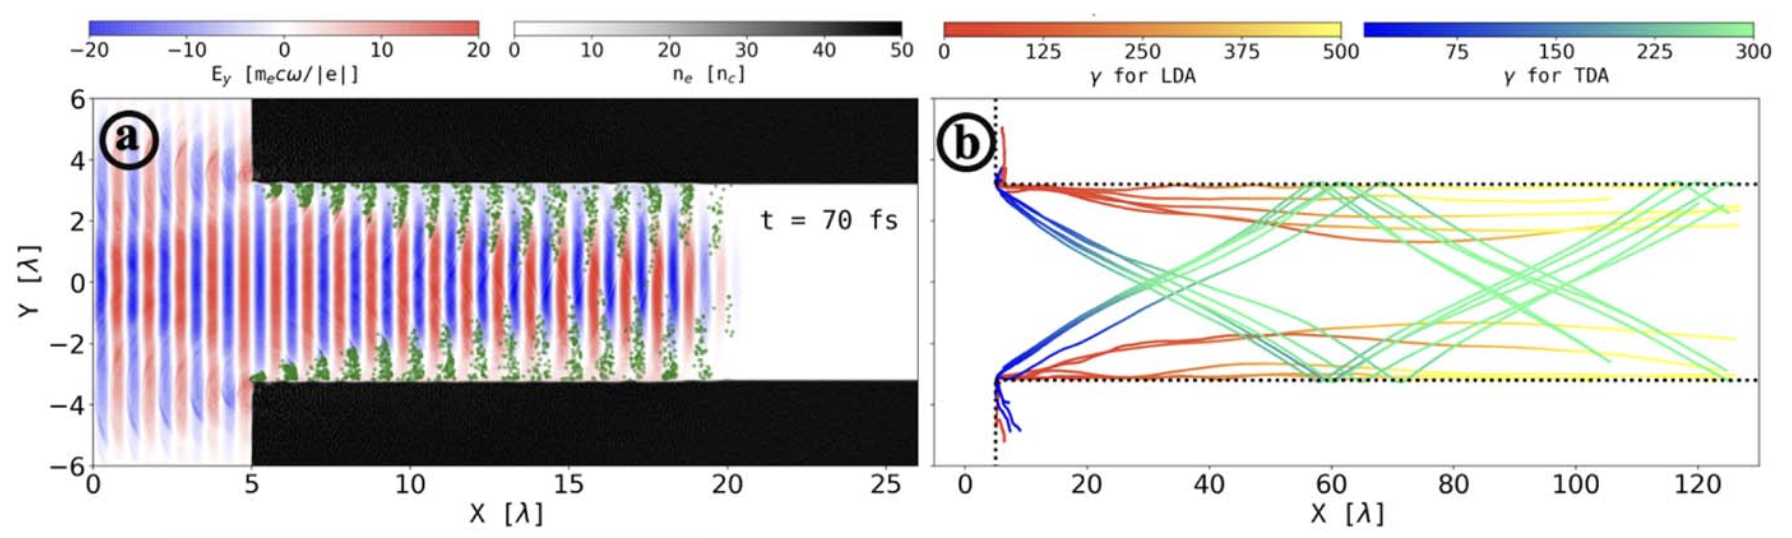 −20 −10 0 10 20
E_y [m_ecω/|e|]
0 10 20 30 40 50
n_e [n_c]
0 125 250 375 500
γ for LDA
75 150 225 300
γ for TDA
a
t = 70 fs
6
4
2
0
−2
−4
−6
Y [λ]
0 5 10 15 20 25
X [λ]
b
0 20 40 60 80 100 120
X [λ]